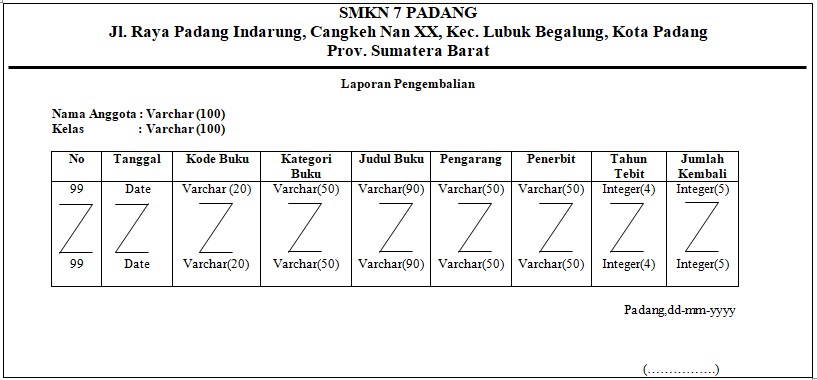 SMKN 7 PADANG
Jl. Raya Padang Indarung, Cangkeh Nan XX, Kec. Lubuk Begalung, Kota Padang
Prov. Sumatera Barat
Laporan Pengembalian
Nama Anggota : Varchar (100)
Kelas : Varchar (100)
No Tanggal Kode Buku Kategori Buku Judul Buku Pengarang Penerbit Tahun Tebit Jumlah Kembali
99 Date Varchar (20) Varchar(50) Varchar(90) Varchar(50) Varchar(50) Integer(4) Integer(5)
99 Date Varchar(20) Varchar(50) Varchar(90) Varchar(50) Varchar(50) Integer(4) Integer(5)
Padang,dd-mm-yyyy
(…………….)